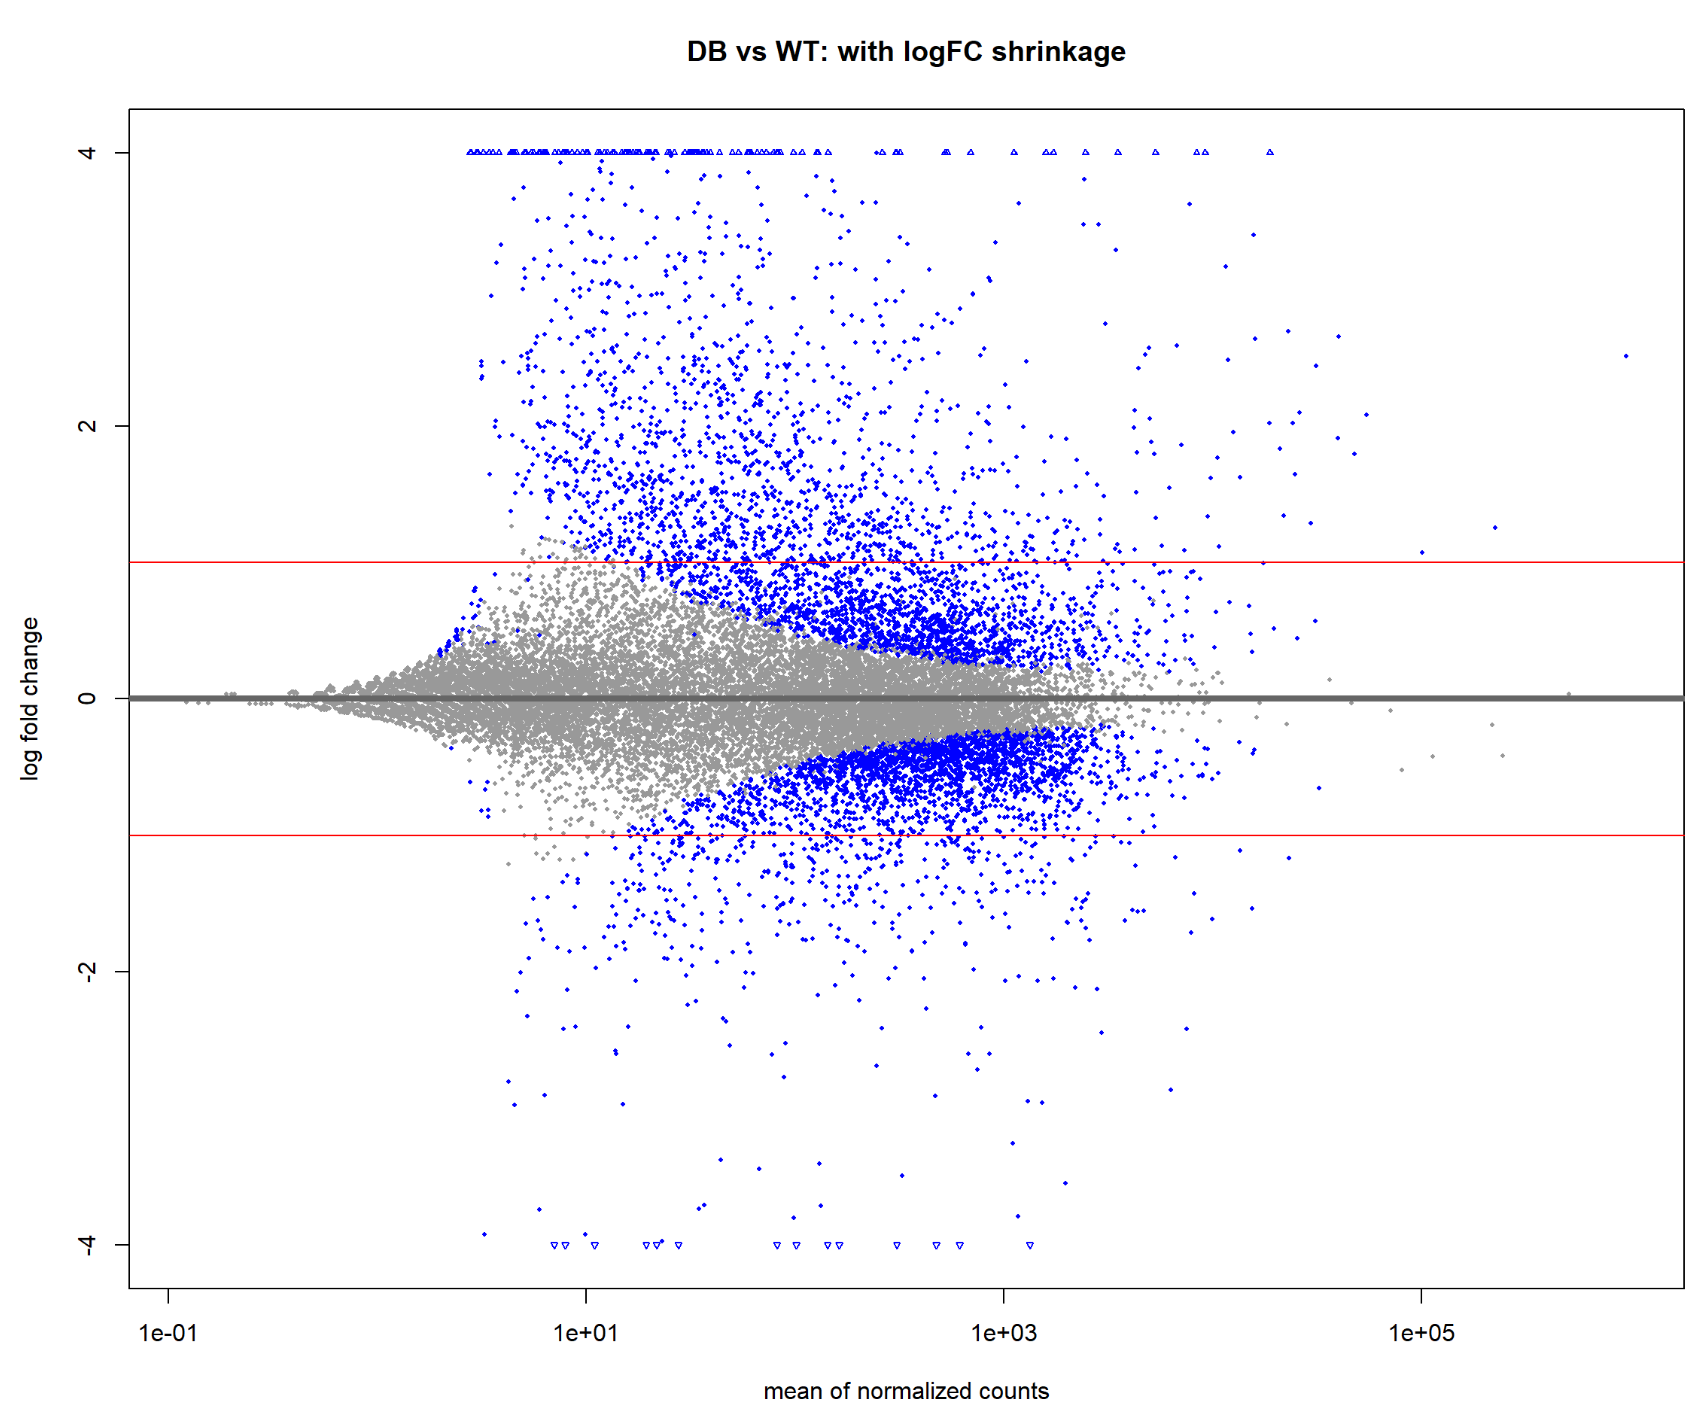 DB vs WT: with logFC shrinkage
4
2
0
-2
-4
log fold change
1e-01 1e+01 1e+03 1e+05
mean of normalized counts